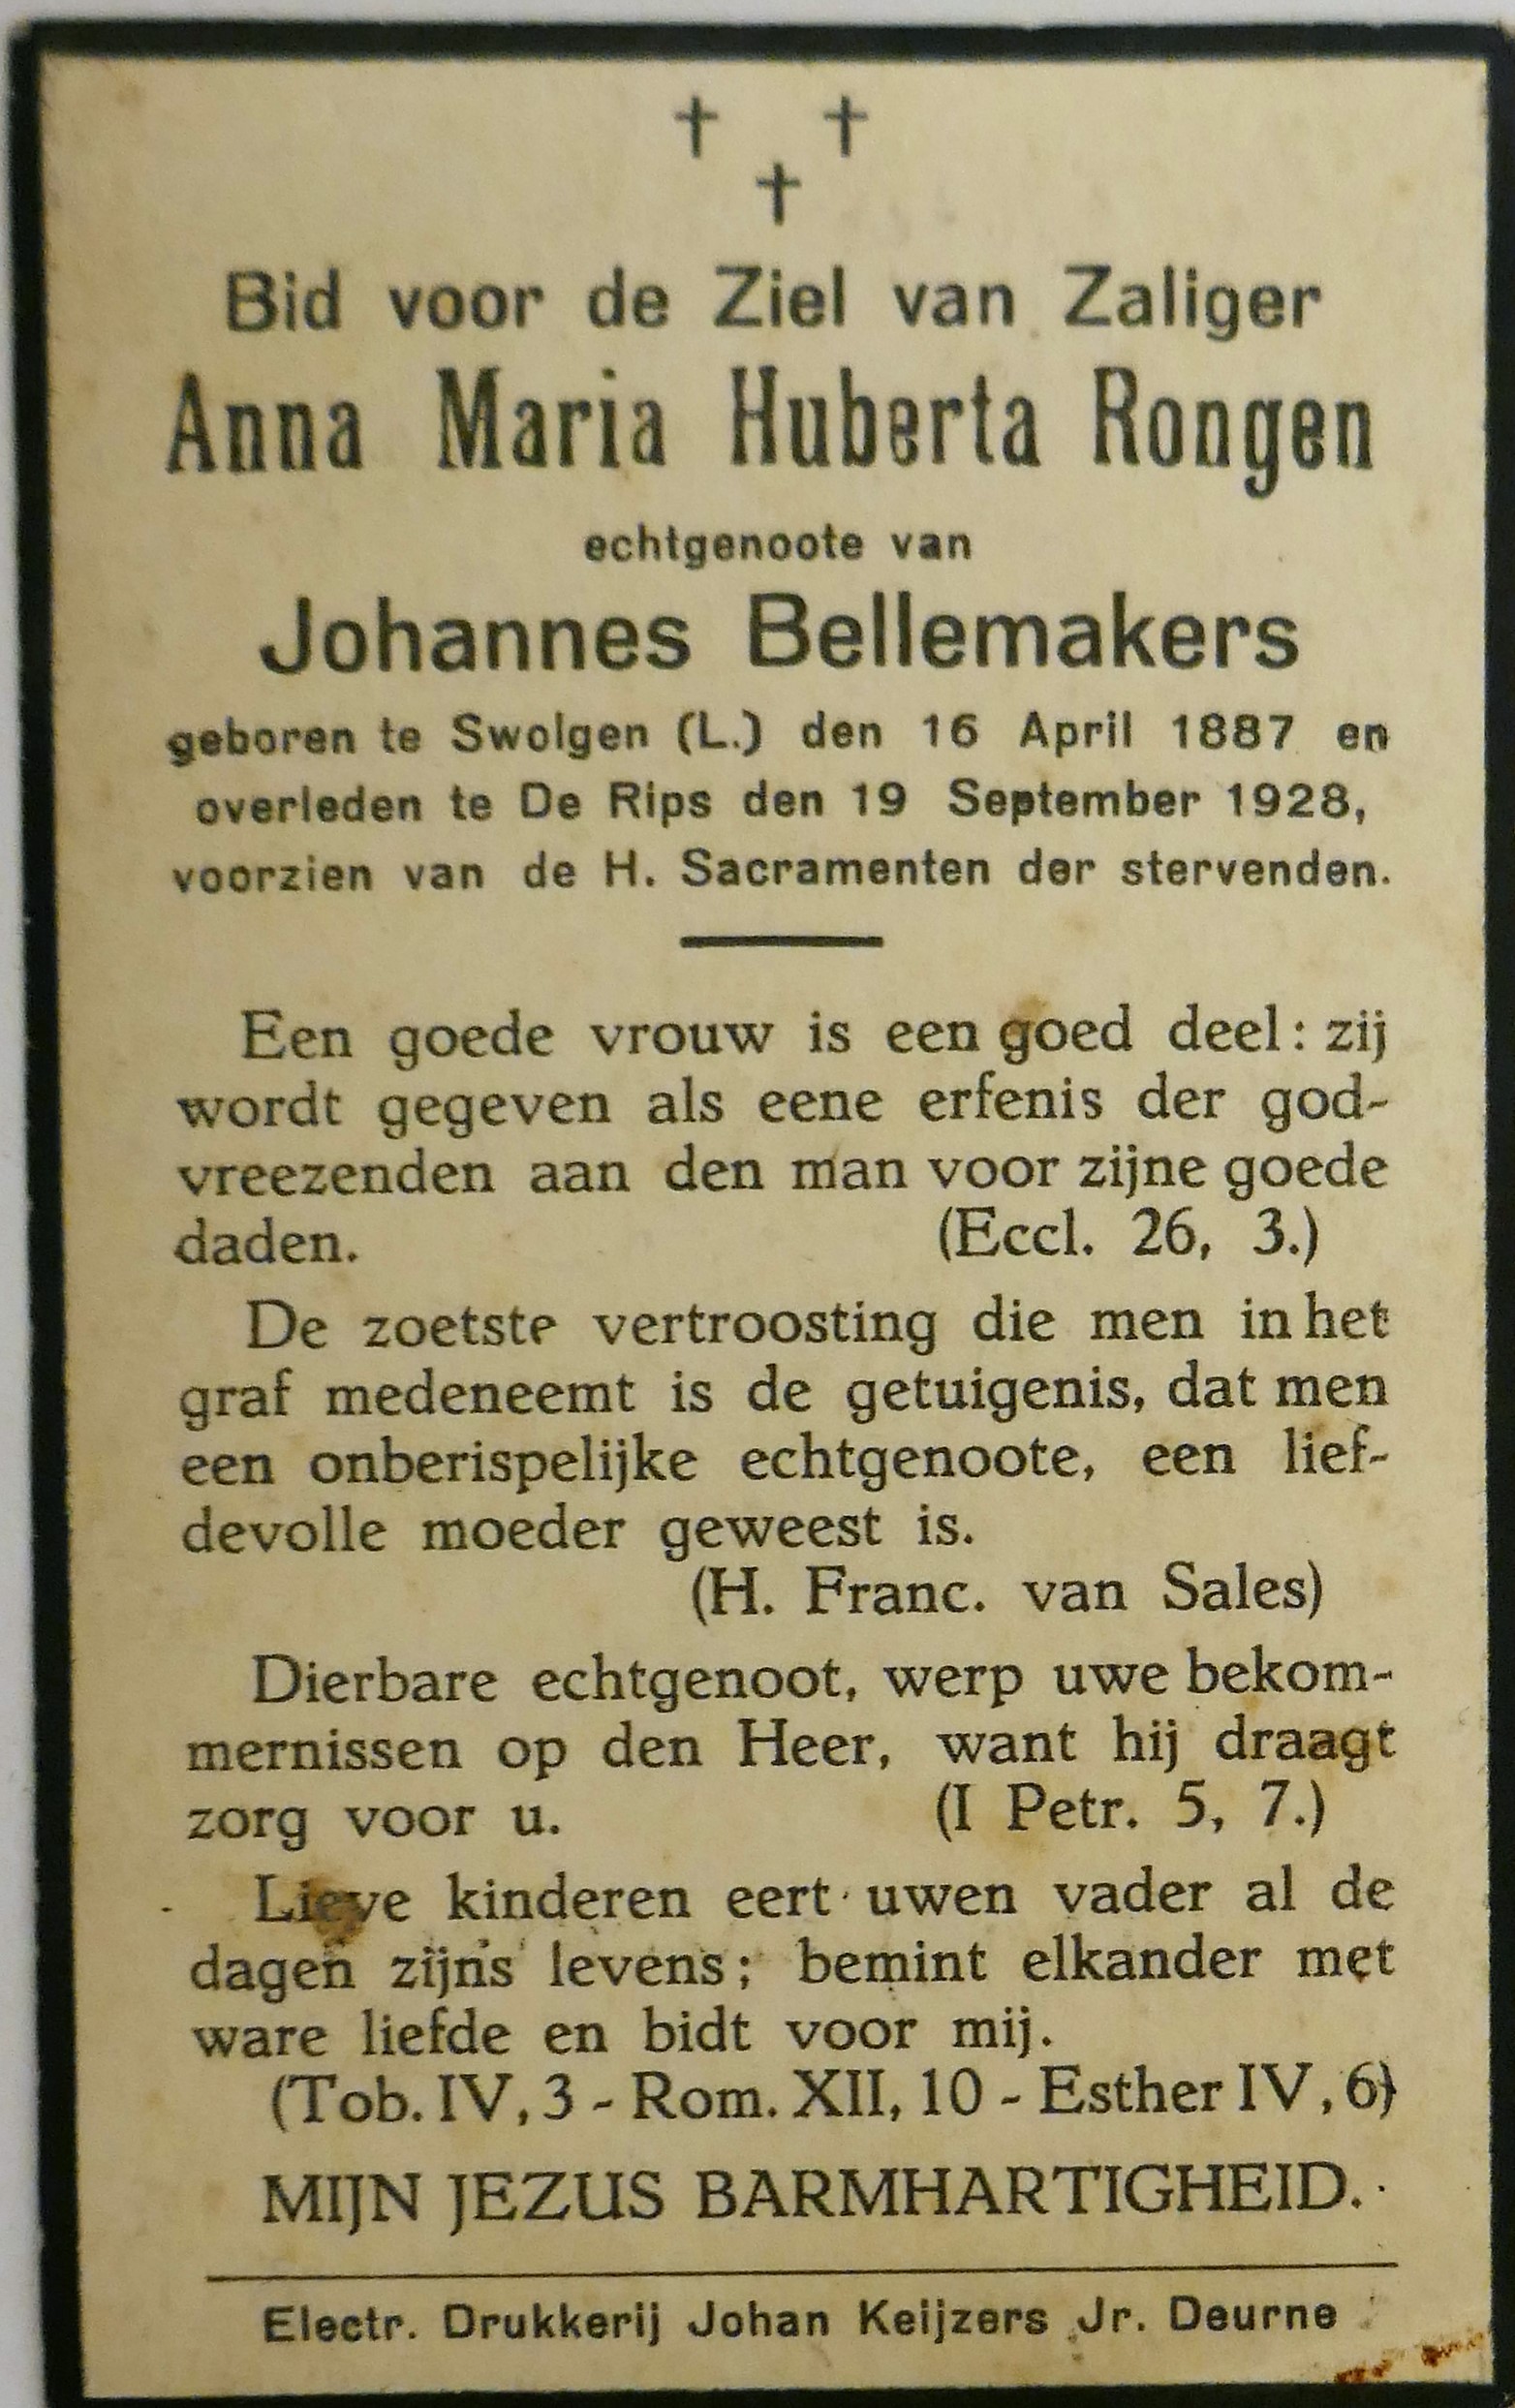 Bid voor de Ziel van Zaliger
Anna Maria Huberta Rongen
echtgenoote van
Johannes Bellemakers
geboren te Swolgen (L.) den 16 April 1887 en
overleden te De Rips den 19 September 1928,
voorzien van de H. Sacramenten der stervenden.
Een goede vrouw is een goed deel: zij
wordt gegeven als eene erfenis der god-
vreezenden aan den man voor zijne goede
daden. (Eccl. 26, 3.)
De zoetste vertroosting die men in het
graf medeneemt is de getuigenis, dat men
een onberispelijke echtgenoote, een lief-
devolle moeder geweest is.
(H. Franc. van Sales)
Dierbare echtgenoot, werp uwe bekom-
mernissen op den Heer, want hij draagt
zorg voor u. (I Petr. 5, 7.)
Lieve kinderen eert uwen vader al de
dagen zijns levens; bemint elkander met
ware liefde en bidt voor mij.
(Tob. IV, 3 - Rom. XII, 10 - Esther IV, 6)
MIJN JEZUS BARMHARTIGHEID.
Electr. Drukkerij Johan Keijzers Jr. Deurne